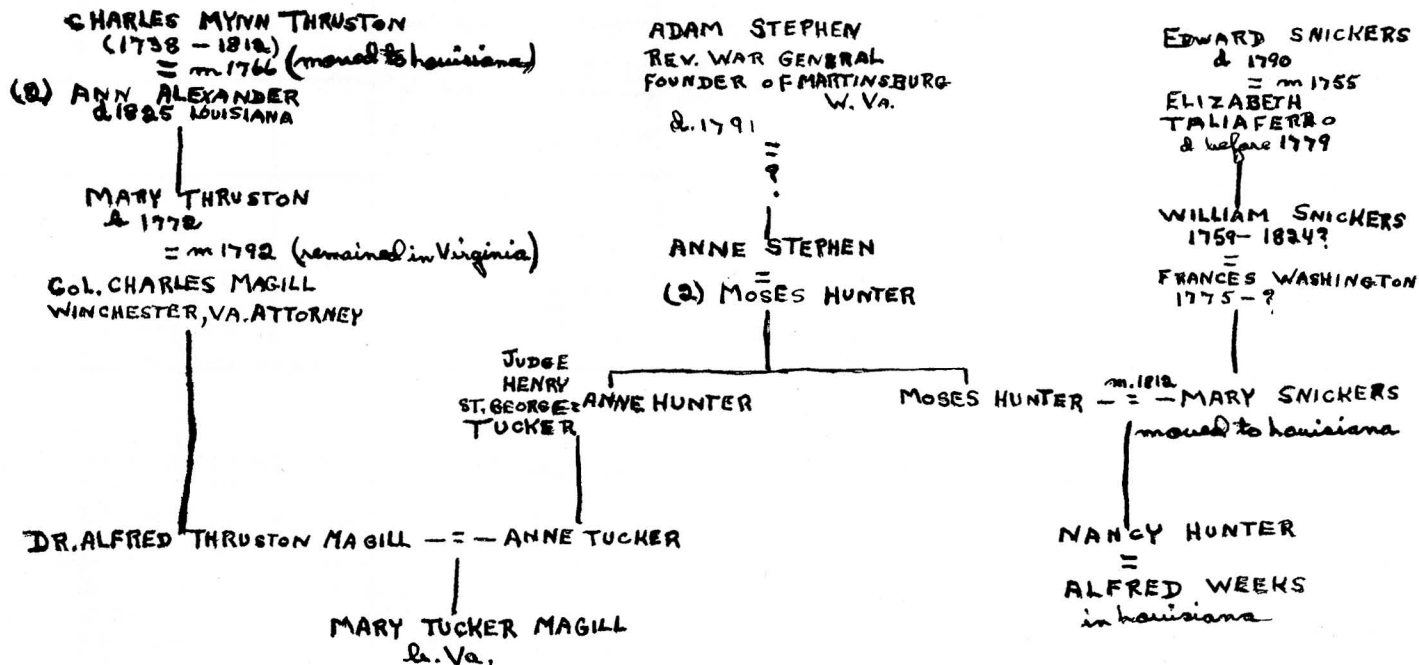 CHARLES MYNN THRUSTON
(1738 – 1812)
= m 1766 (moved to Louisiana)
(2) ANN ALEXANDER
d 1825 LOUISIANA
MARY THRUSTON
b 1772
= m 1792 (remained in Virginia)
COL. CHARLES MAGILL
WINCHESTER, VA. ATTORNEY
ADAM STEPHEN
REV. WAR GENERAL
FOUNDER OF MARTINSBURG
W. VA.
d. 1791
=
?
ANNE STEPHEN
=
(2) MOSES HUNTER
EDWARD SNICKERS
d 1790
= m 1755
ELIZABETH
TALIAFERRO
d before 1779
WILLIAM SNICKERS
1759 – 1824?
=
FRANCES WASHINGTON
1775 – ?
JUDGE
HENRY
ST. GEORGE = ANNE HUNTER
TUCKER
MOSES HUNTER – m. 1812 = – MARY SNICKERS
moved to Louisiana
DR. ALFRED THRUSTON MAGILL – = – ANNE TUCKER
MARY TUCKER MAGILL
b. Va.
NANCY HUNTER
=
ALFRED WEEKS
in Louisiana